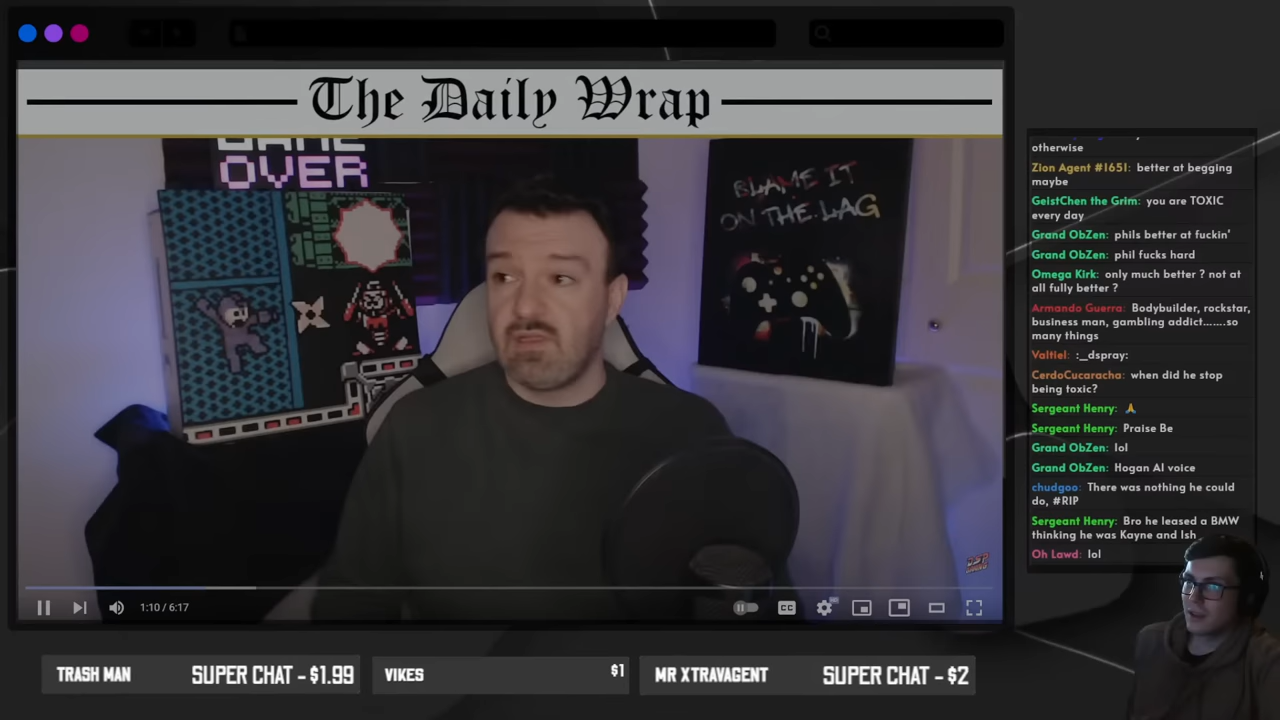 The Daily Wrap
GAME
OVER
BLAME IT
ON THE LAG
1:10 / 6:17
CC
otherwise
Zion Agent #1651: better at begging
maybe
GeistChen the Grim: you are TOXIC
every day
Grand ObZen: phils better at fuckin'
Grand ObZen: phil fucks hard
Omega Kirk: only much better ? not at
all fully better ?
Armando Guerra: Bodybuilder, rockstar,
business man, gambling addict.......so
many things
Valtiel: :_dspray:
CerdoCucaracha: when did he stop
being toxic?
Sergeant Henry: 🙏
Sergeant Henry: Praise Be
Grand ObZen: lol
Grand ObZen: Hogan AI voice
chudgoo: There was nothing he could
do, #RIP
Sergeant Henry: Bro he leased a BMW
thinking he was Kayne and Ish
Oh Lawd: lol
TRASH MAN SUPER CHAT - $1.99
VIKES $1
MR XTRAVAGENT SUPER CHAT - $2